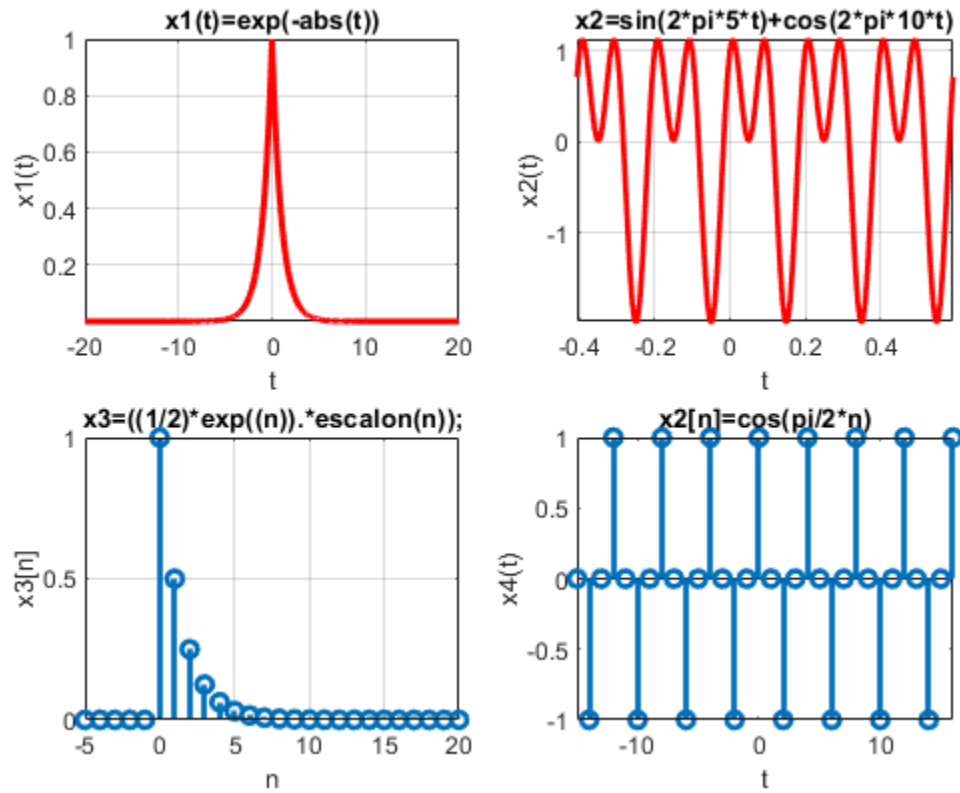 x1(t)=exp(-abs(t))
x1(t)
1
0.8
0.6
0.4
0.2
-20
-10
0
10
20
t
x2=sin(2*pi*5*t)+cos(2*pi*10*t)
x2(t)
1
0
-1
-0.4
-0.2
0
0.2
0.4
t
x3=((1/2)*exp((n)).*escalon(n));
x3[n]
1
0.5
0
-5
0
5
10
15
20
n
x2[n]=cos(pi/2*n)
x4(t)
1
0.5
0
-0.5
-1
-10
0
10
t